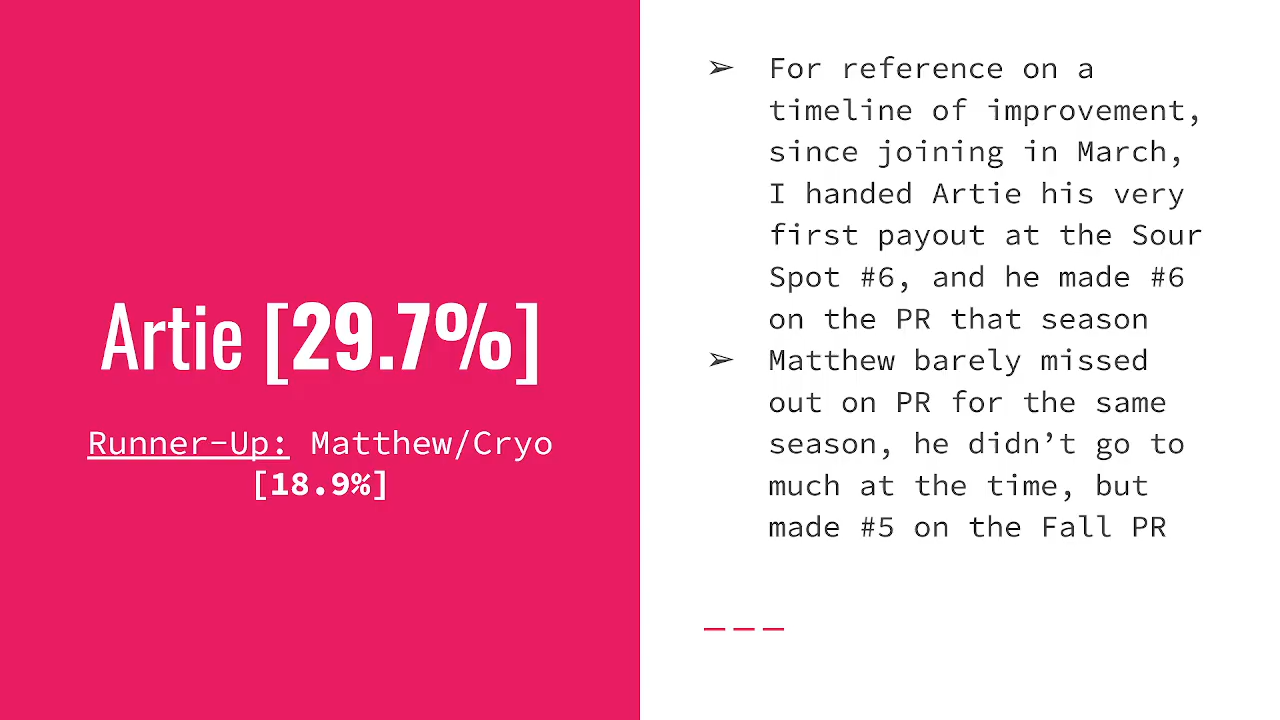 Artie [29.7%]
Runner-Up: Matthew/Cryo
[18.9%]
➢ For reference on a
timeline of improvement,
since joining in March,
I handed Artie his very
first payout at the Sour
Spot #6, and he made #6
on the PR that season
➢ Matthew barely missed
out on PR for the same
season, he didn’t go to
much at the time, but
made #5 on the Fall PR